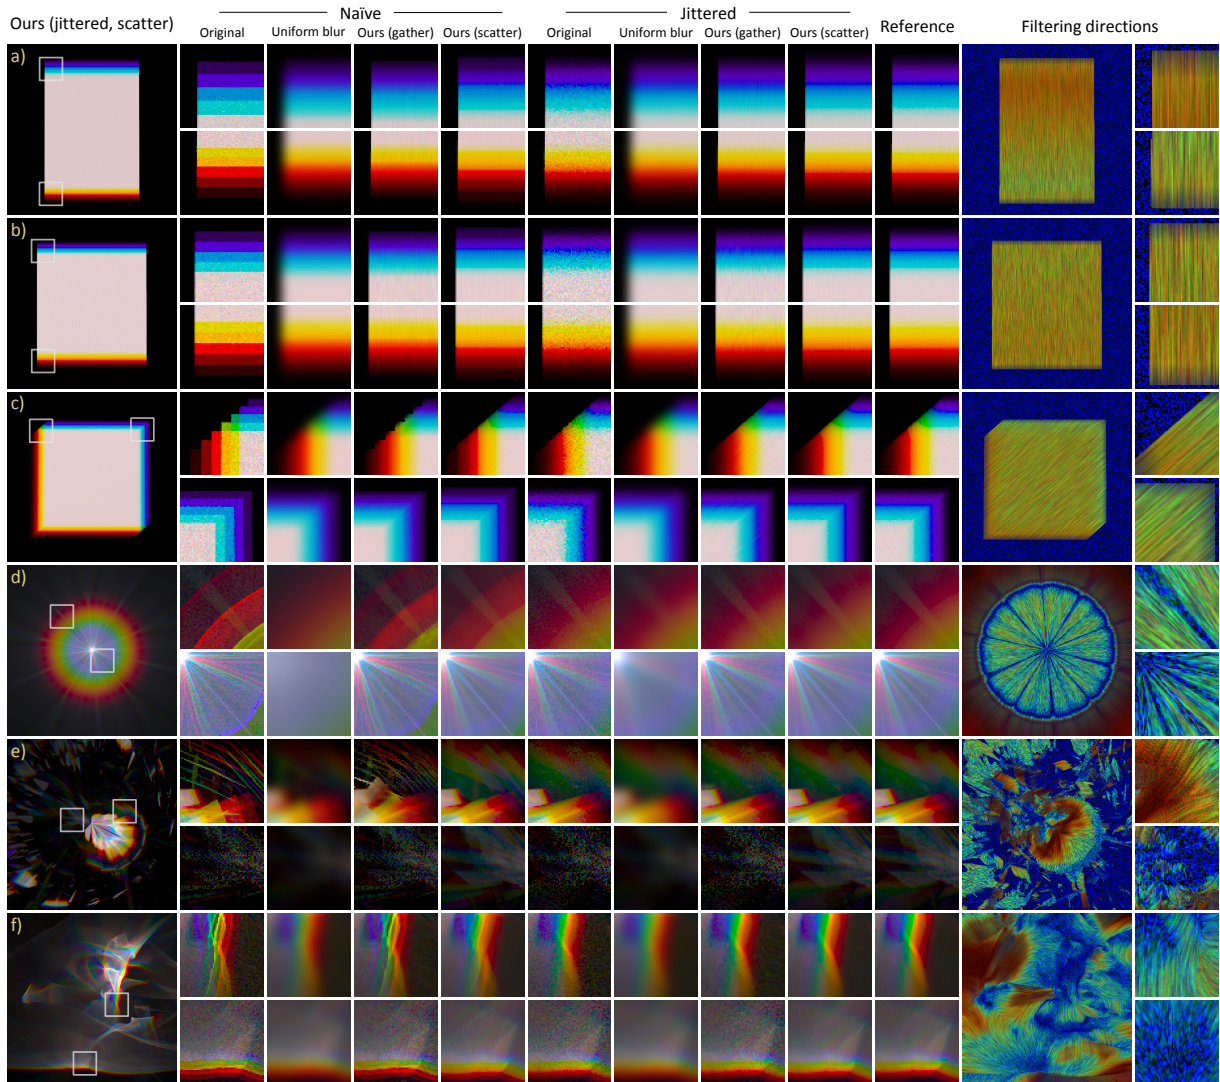 Ours (jittered, scatter)
Naïve
Jittered
Reference
Filtering directions
Original
Uniform blur
Ours (gather)
Ours (scatter)
Original
Uniform blur
Ours (gather)
Ours (scatter)
a)
b)
c)
d)
e)
f)